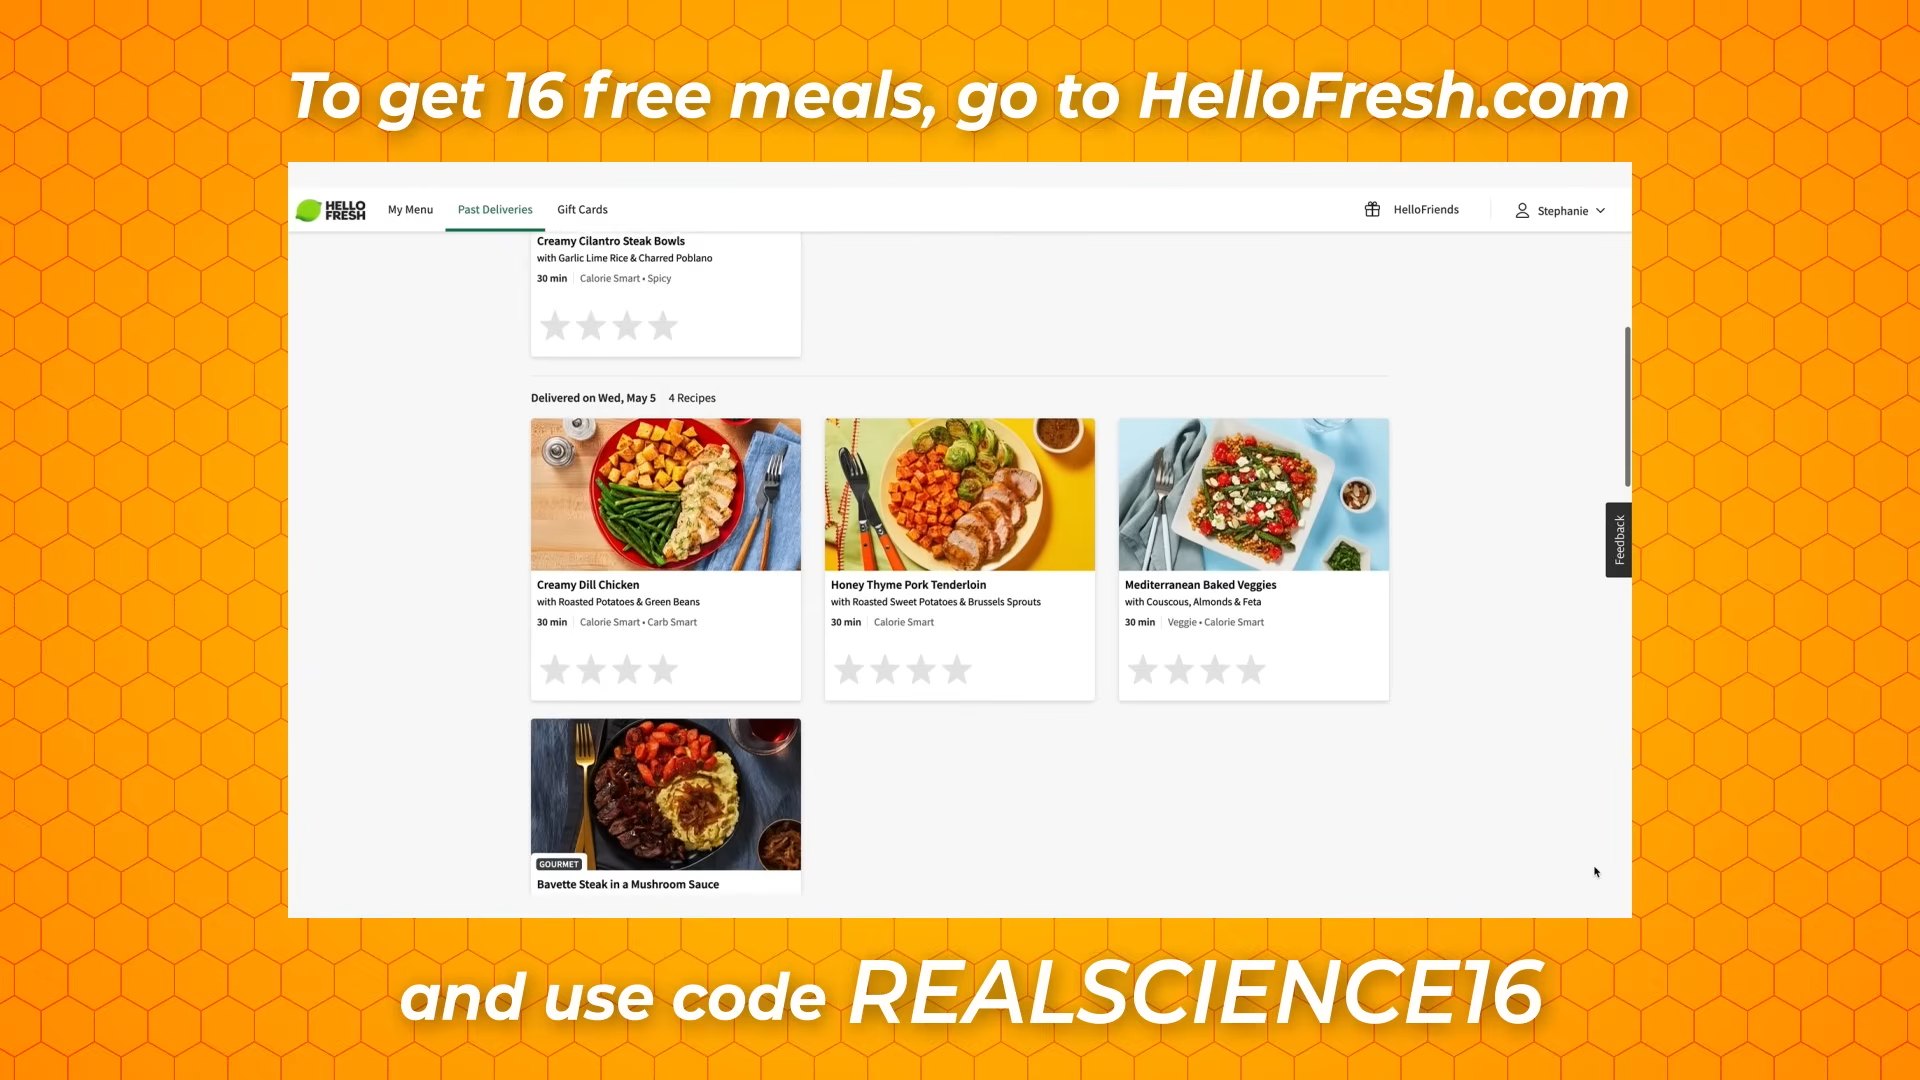 To get 16 free meals, go to HelloFresh.com
HELLO
FRESH
My Menu
Past Deliveries
Gift Cards
HelloFriends
Stephanie
Creamy Cilantro Steak Bowls
with Garlic Lime Rice & Charred Poblano
30 min
Calorie Smart • Spicy
Delivered on Wed, May 5
4 Recipes
Creamy Dill Chicken
with Roasted Potatoes & Green Beans
30 min
Calorie Smart • Carb Smart
Honey Thyme Pork Tenderloin
with Roasted Sweet Potatoes & Brussels Sprouts
30 min
Calorie Smart
Mediterranean Baked Veggies
with Couscous, Almonds & Feta
30 min
Veggie • Calorie Smart
Feedback
GOURMET
Bavette Steak in a Mushroom Sauce
and use code REALSCIENCE16